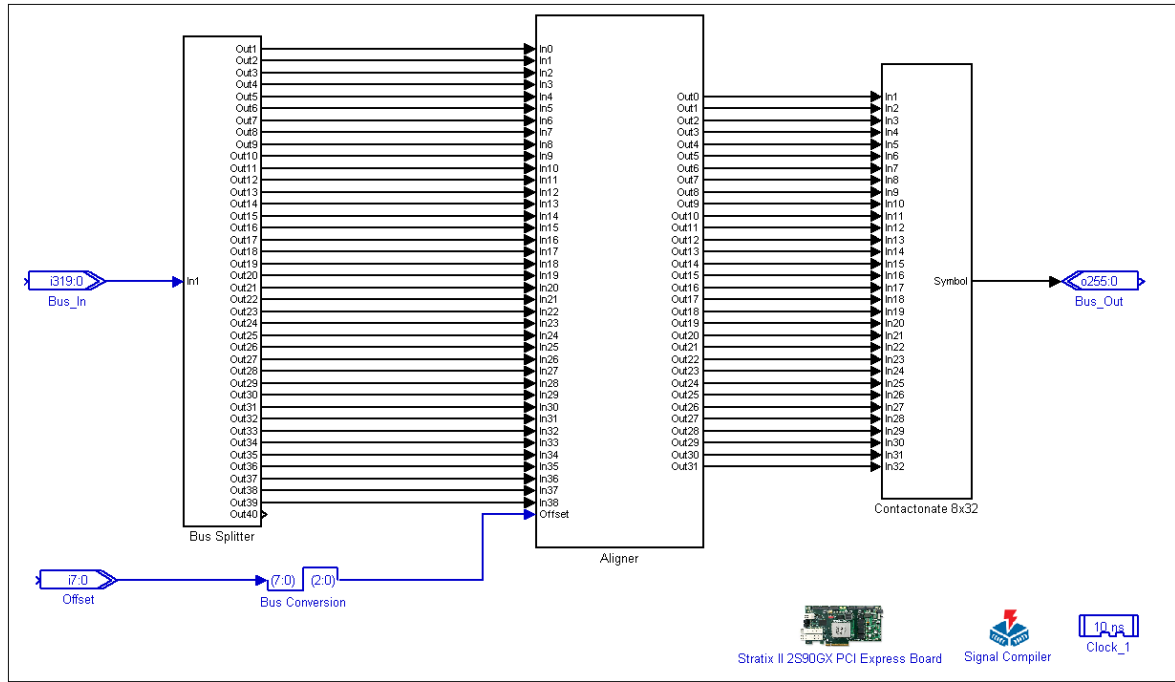 i319:0
Bus_In
In1
Out1
Out2
Out3
Out4
Out5
Out6
Out7
Out8
Out9
Out10
Out11
Out12
Out13
Out14
Out15
Out16
Out17
Out18
Out19
Out20
Out21
Out22
Out23
Out24
Out25
Out26
Out27
Out28
Out29
Out30
Out31
Out32
Out33
Out34
Out35
Out36
Out37
Out38
Out39
Out40
Bus Splitter
In0
In1
In2
In3
In4
In5
In6
In7
In8
In9
In10
In11
In12
In13
In14
In15
In16
In17
In18
In19
In20
In21
In22
In23
In24
In25
In26
In27
In28
In29
In30
In31
In32
In33
In34
In35
In36
In37
In38
Offset
Out0
Out1
Out2
Out3
Out4
Out5
Out6
Out7
Out8
Out9
Out10
Out11
Out12
Out13
Out14
Out15
Out16
Out17
Out18
Out19
Out20
Out21
Out22
Out23
Out24
Out25
Out26
Out27
Out28
Out29
Out30
Out31
Aligner
In1
In2
In3
In4
In5
In6
In7
In8
In9
In10
In11
In12
In13
In14
In15
In16
In17
In18
In19
In20
In21
In22
In23
In24
In25
In26
In27
In28
In29
In30
In31
In32
Symbol
Contactonate 8x32
o255:0
Bus_Out
i7:0
Offset
(7:0) (2:0)
Bus Conversion
Stratix II 2S90GX PCI Express Board
Signal Compiler
10 ns
Clock_1